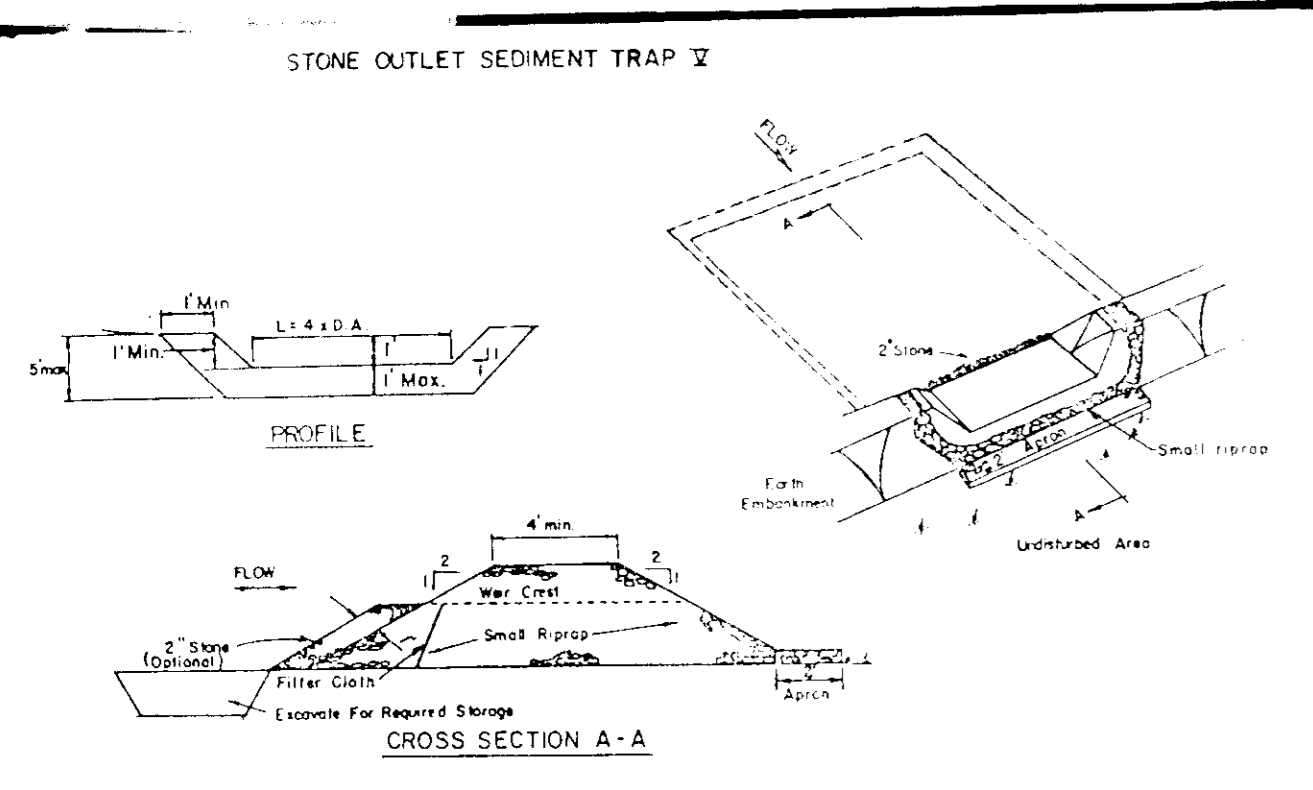 STONE OUTLET SEDIMENT TRAP V
FLOW
A
1' Min
L = 4 x D.A.
1' Min.
1'
1' Max.
5' max
1
1
PROFILE
2" Stone
Apron
Small riprap
Earth
Embankment
A
Undisturbed Area
4' min.
FLOW
2
1
2
1
Weir Crest
2" Stone
(Optional)
Small Riprap
Filter Cloth
Apron
Excavate For Required Storage
CROSS SECTION A-A